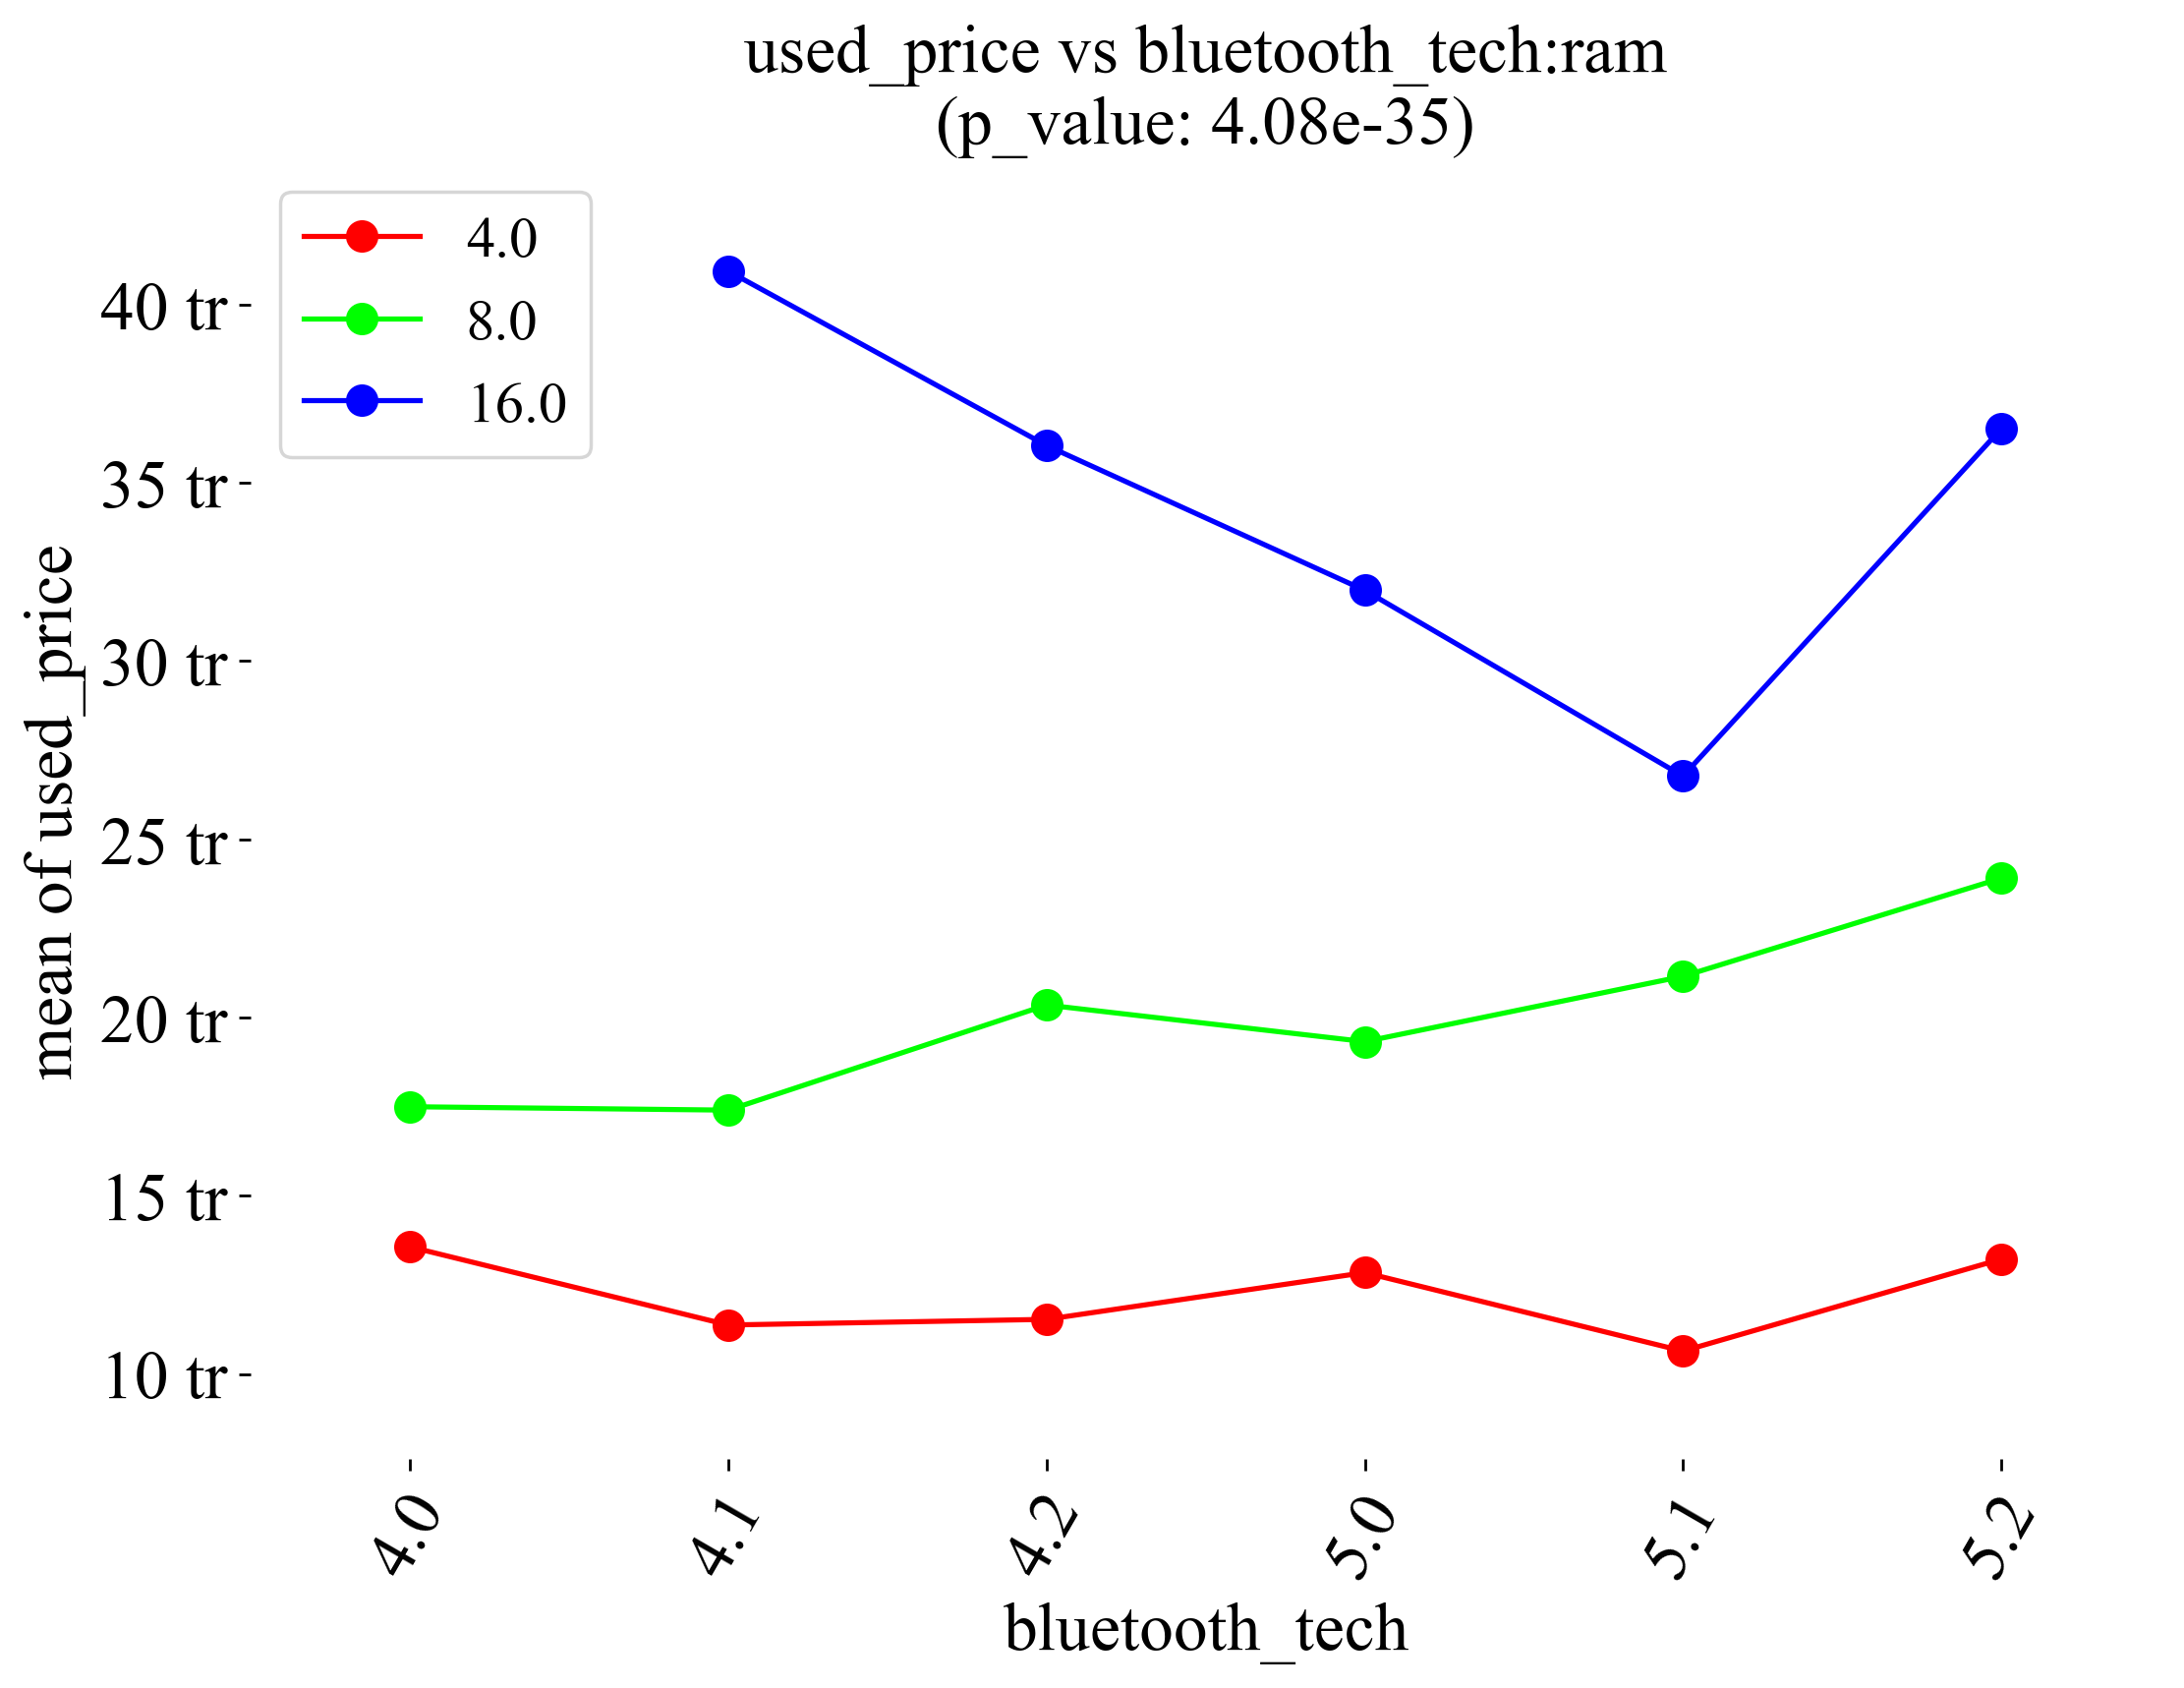 used_price vs bluetooth_tech:ram
(p_value: 4.08e-35)
4.0
8.0
16.0
mean of used_price
40 tr
35 tr
30 tr
25 tr
20 tr
15 tr
10 tr
4.0
4.1
4.2
5.0
5.1
5.2
bluetooth_tech